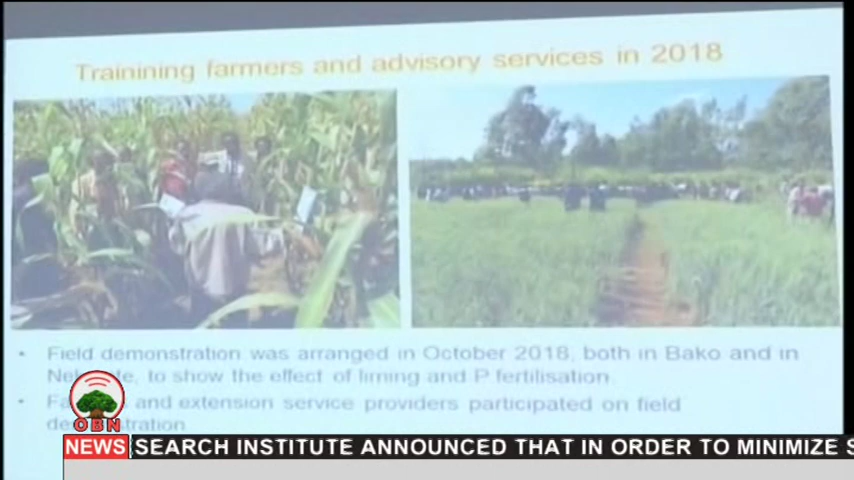 Trainining farmers and advisory services in 2018
• Field demonstration was arranged in October 2018, both in Bako and in
to show the effect of liming and P fertilisation
• and extension service providers participated on field
OBN
NEWS SEARCH INSTITUTE ANNOUNCED THAT IN ORDER TO MINIMIZE S